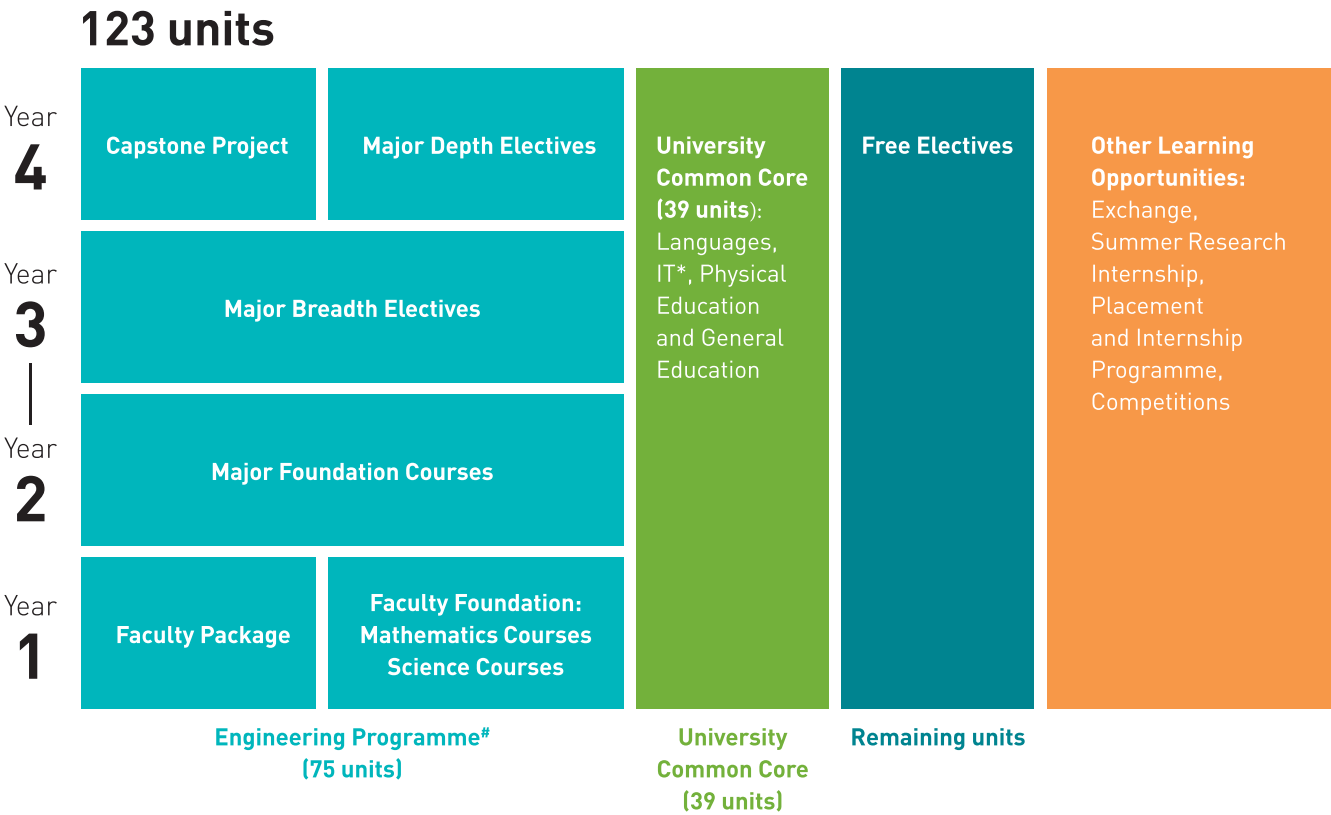 123 units
Year
4
Capstone Project
Major Depth Electives
University
Common Core
(39 units):
Languages,
IT*, Physical
Education
and General
Education
Free Electives
Other Learning
Opportunities:
Exchange,
Summer Research
Internship,
Placement
and Internship
Programme,
Competitions
Year
3
Major Breadth Electives
Year
2
Major Foundation Courses
Year
1
Faculty Package
Faculty Foundation:
Mathematics Courses
Science Courses
Engineering Programme#
(75 units)
University
Common Core
(39 units)
Remaining units